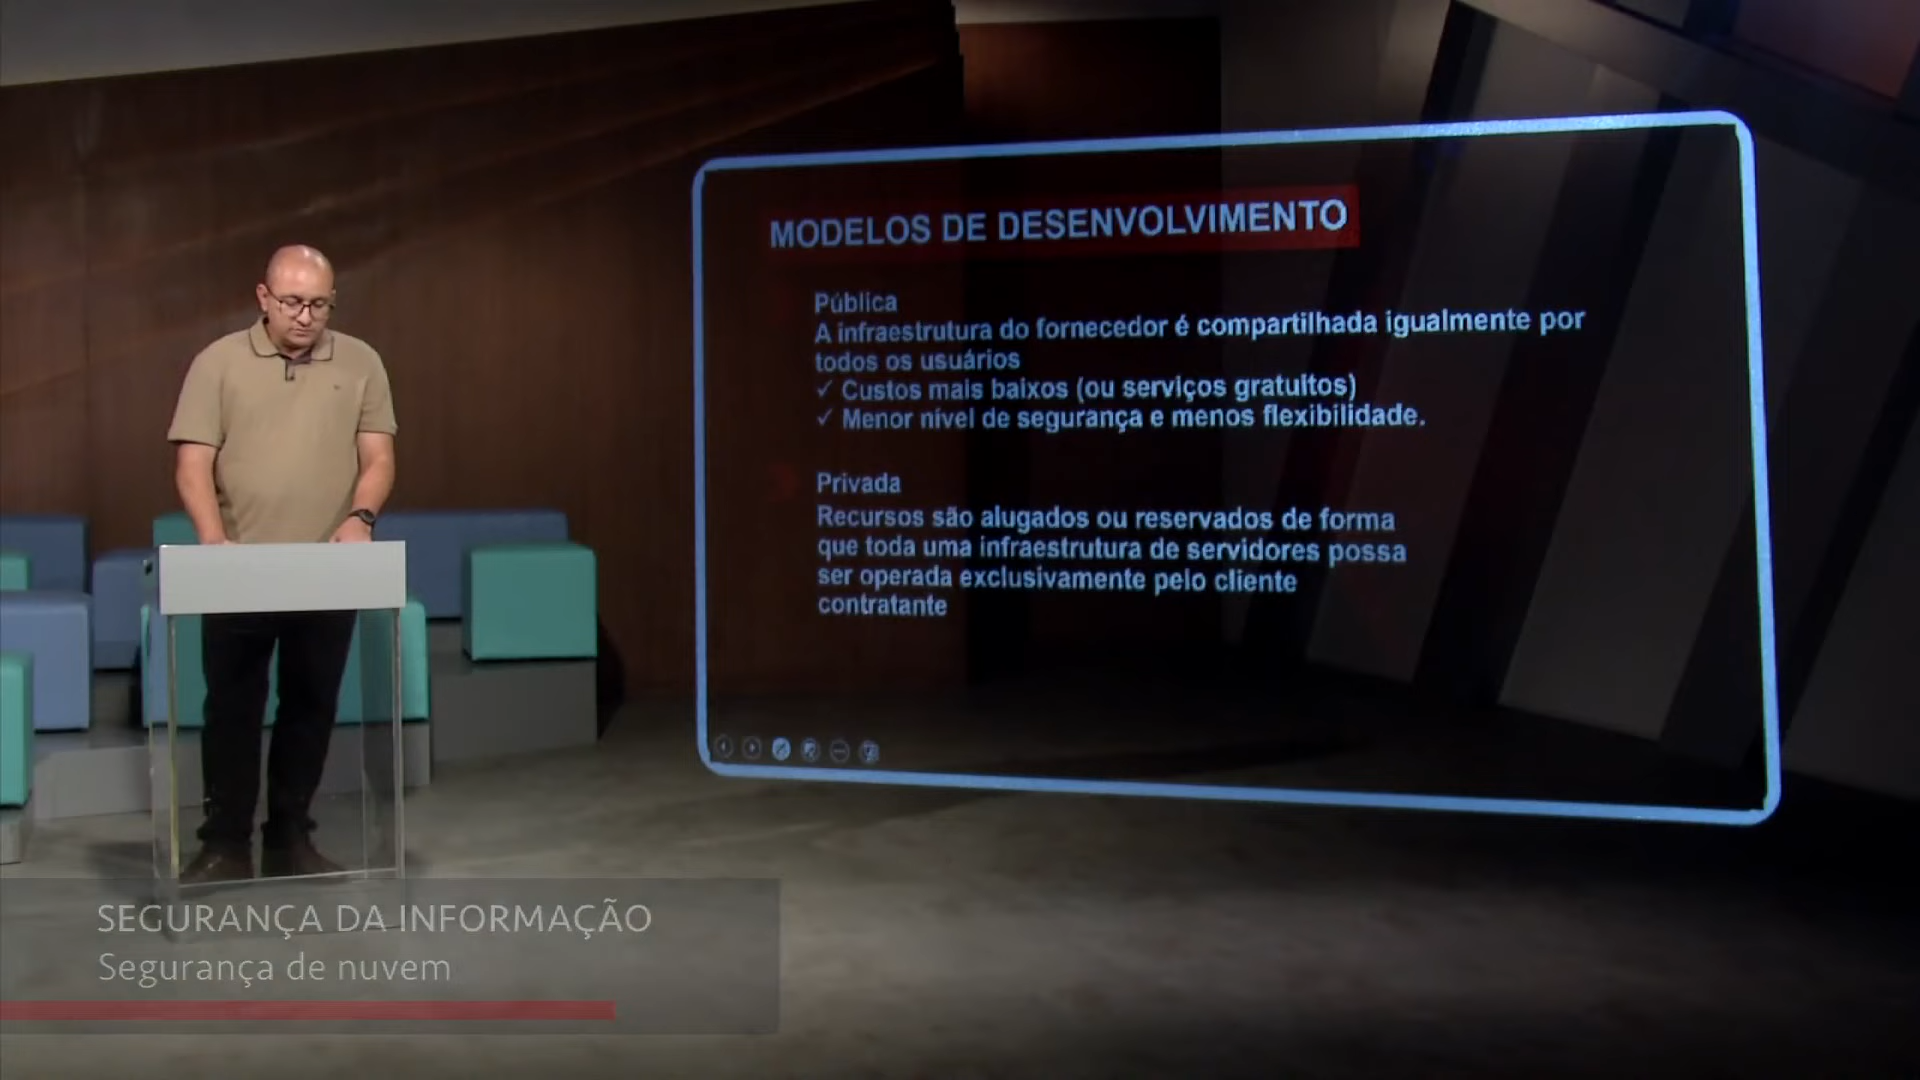 MODELOS DE DESENVOLVIMENTO
Pública
A infraestrutura do fornecedor é compartilhada igualmente por
todos os usuários
✓ Custos mais baixos (ou serviços gratuitos)
✓ Menor nível de segurança e menos flexibilidade.
Privada
Recursos são alugados ou reservados de forma
que toda uma infraestrutura de servidores possa
ser operada exclusivamente pelo cliente
contratante
SEGURANÇA DA INFORMAÇÃO
Segurança de nuvem